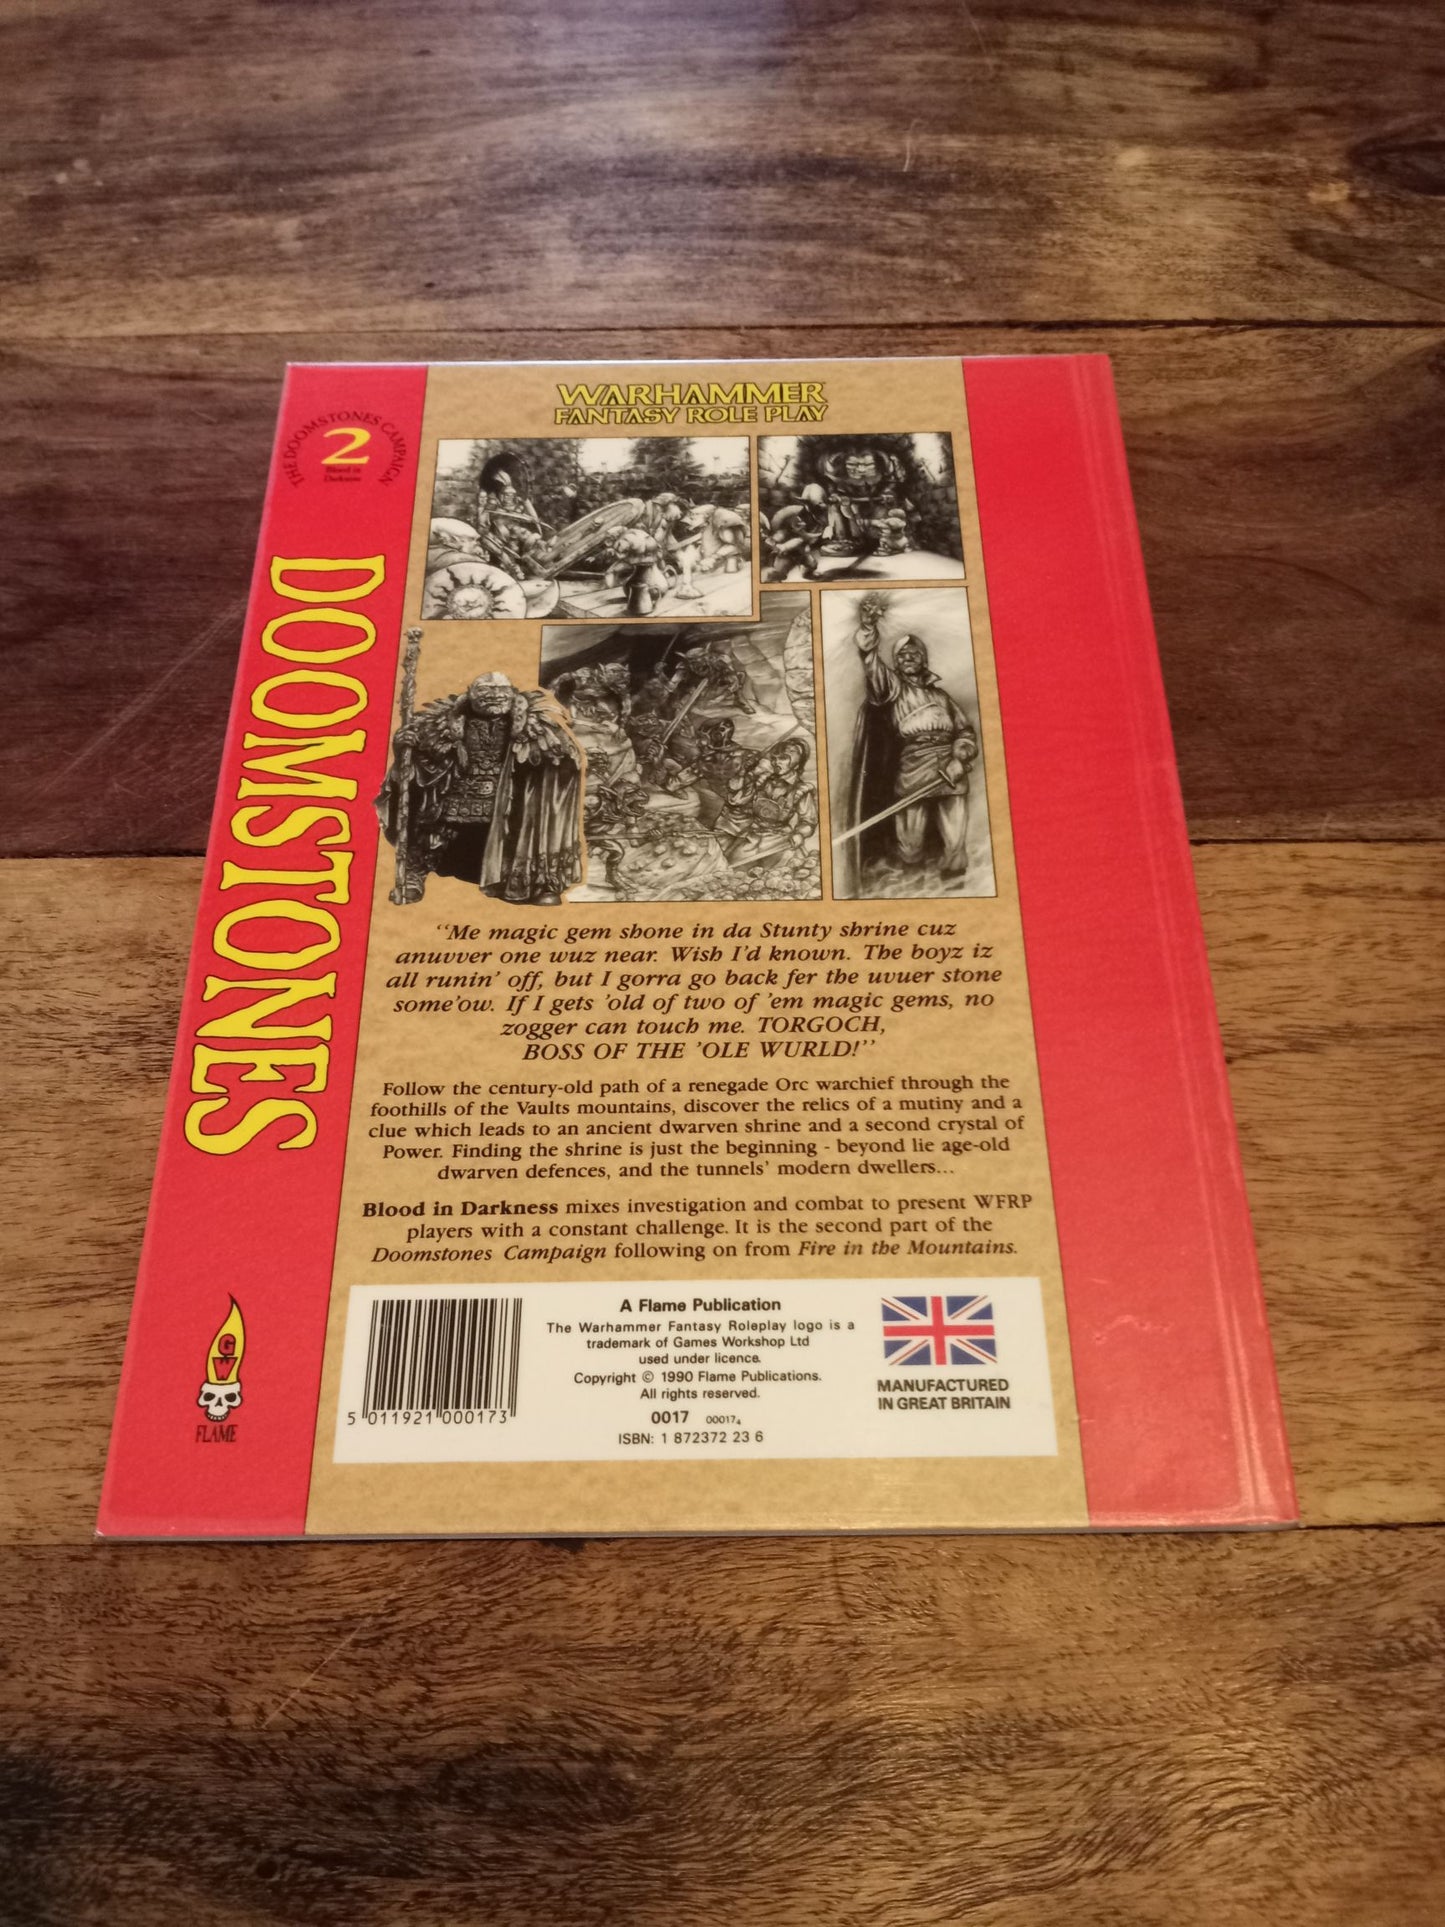 WARHAMMER
FANTASY ROLE PLAY
THE DOOMSTONES CAMPAIGN
2
Blood in
Darkness
DOOMSTONES
"Me magic gem shone in da Stunty shrine cuz
anuvver one wuz near. Wish I'd known. The boyz iz
all runin' off, but I gorra go back fer the uvuer stone
some'ow. If I gets 'old of two of 'em magic gems, no
zogger can touch me. TORGOCH,
BOSS OF THE 'OLE WURLD!"
Follow the century-old path of a renegade Orc warchief through the
foothills of the Vaults mountains, discover the relics of a mutiny and a
clue which leads to an ancient dwarven shrine and a second crystal of
Power. Finding the shrine is just the beginning - beyond lie age-old
dwarven defences, and the tunnels' modern dwellers...
Blood in Darkness mixes investigation and combat to present WFRP
players with a constant challenge. It is the second part of the
Doomstones Campaign following on from Fire in the Mountains.
GW
FLAME
5 011921 000173
A Flame Publication
The Warhammer Fantasy Roleplay logo is a
trademark of Games Workshop Ltd
used under licence.
Copyright © 1990 Flame Publications.
All rights reserved.
0017 00017₄
ISBN: 1 872372 23 6
MANUFACTURED
IN GREAT BRITAIN